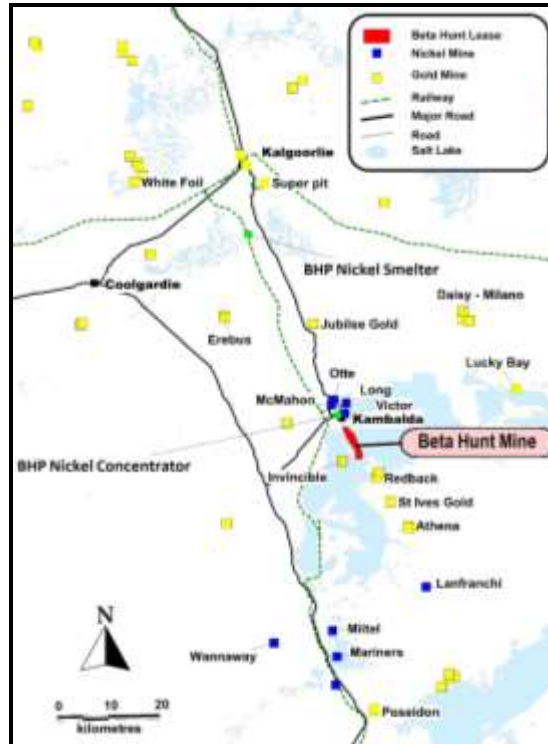 Beta Hunt Lease
Nickel Mine
Gold Mine
Railway
Major Road
Road
Salt Lake
Kalgoorlie
White Foil
Super pit
BHP Nickel Smelter
Coolgardie
Daisy - Milano
Erebus
Jubilee Gold
Lucky Bay
Otte
Long
McMahon
Victor
Kambalda
Beta Hunt Mine
BHP Nickel Concentrator
Invincible
Redback
St Ives Gold
Athena
Lanfranchi
N
Miitel
Wannaway
Mariners
0 10 20
kilometres
Poseidon